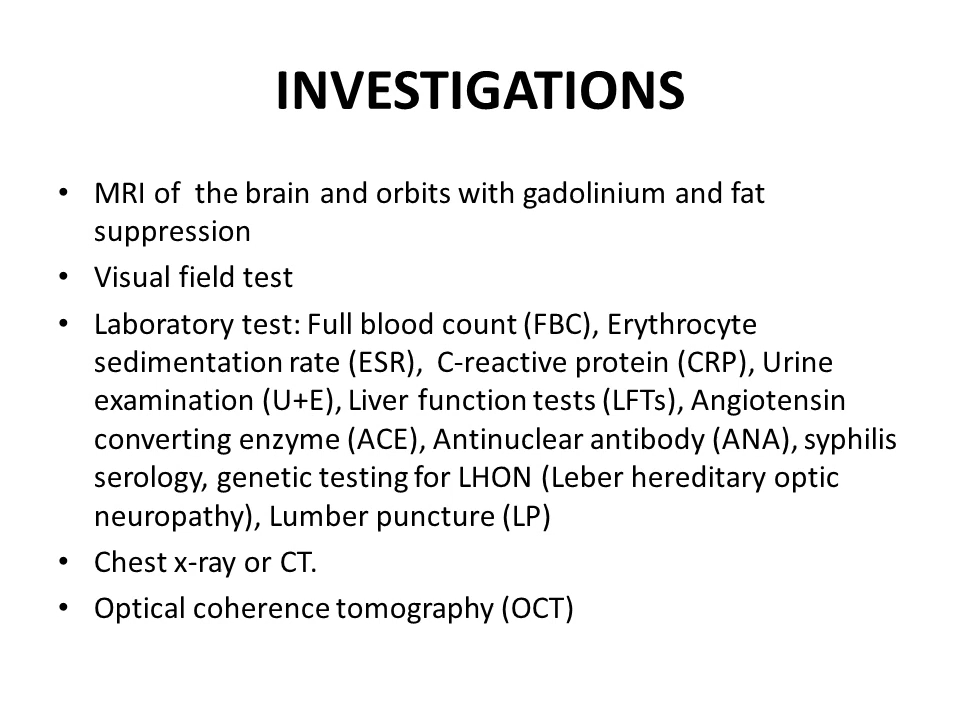 INVESTIGATIONS
• MRI of  the brain and orbits with gadolinium and fat
suppression
• Visual field test
• Laboratory test: Full blood count (FBC), Erythrocyte
sedimentation rate (ESR),  C-reactive protein (CRP), Urine
examination (U+E), Liver function tests (LFTs), Angiotensin
converting enzyme (ACE), Antinuclear antibody (ANA), syphilis
serology, genetic testing for LHON (Leber hereditary optic
neuropathy), Lumber puncture (LP)
• Chest x-ray or CT.
• Optical coherence tomography (OCT)